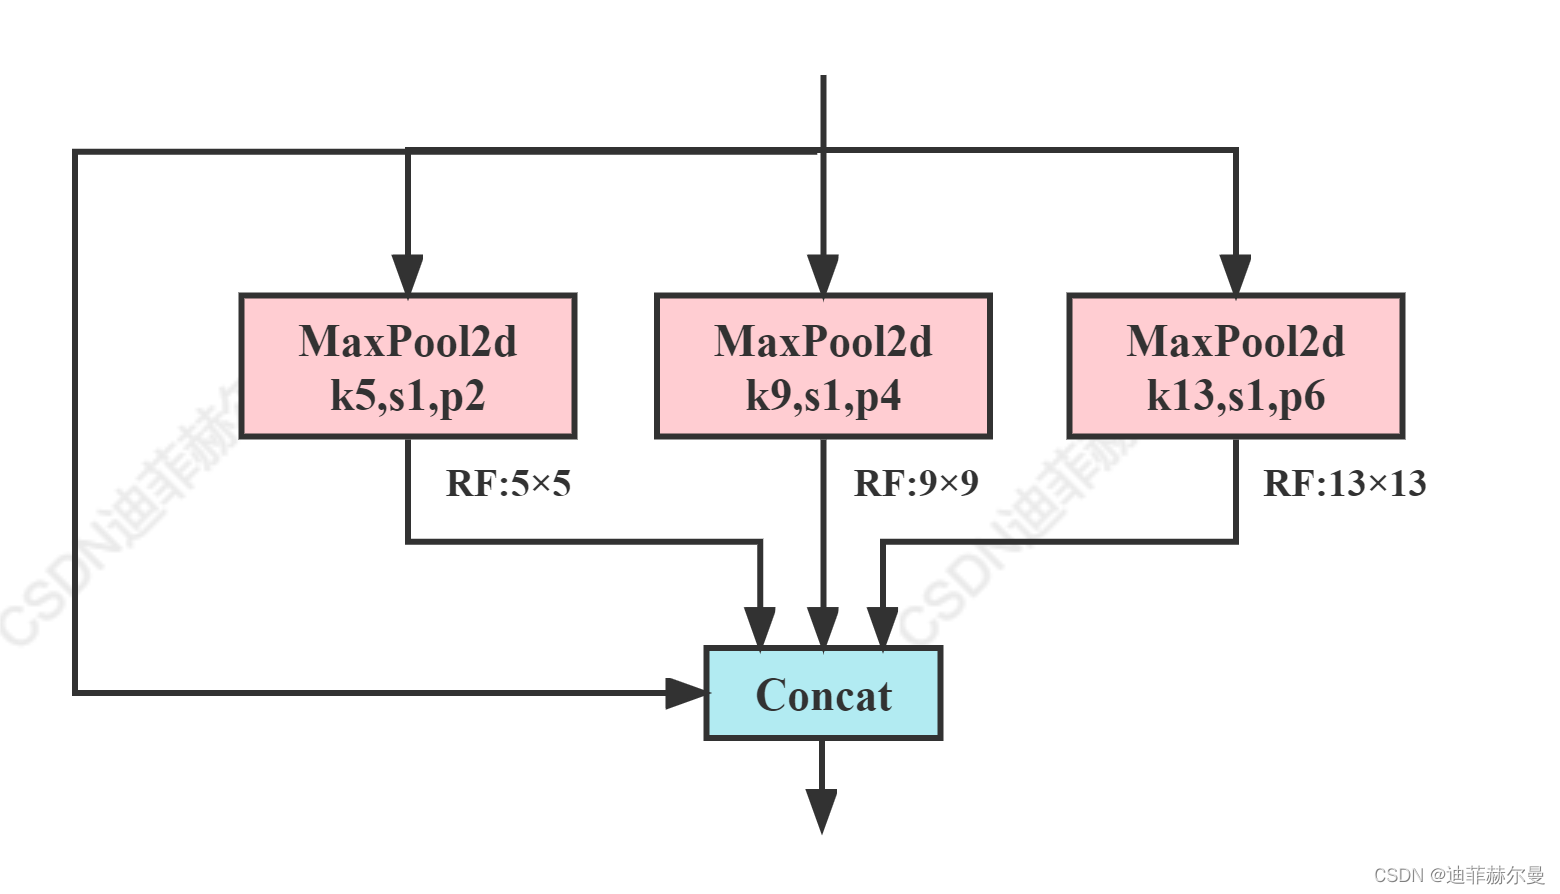 MaxPool2d
k5,s1,p2
MaxPool2d
k9,s1,p4
MaxPool2d
k13,s1,p6
RF:5×5
RF:9×9
RF:13×13
CSDN迪菲赫尔
CSDN迪菲赫
Concat
CSDN @迪菲赫尔曼